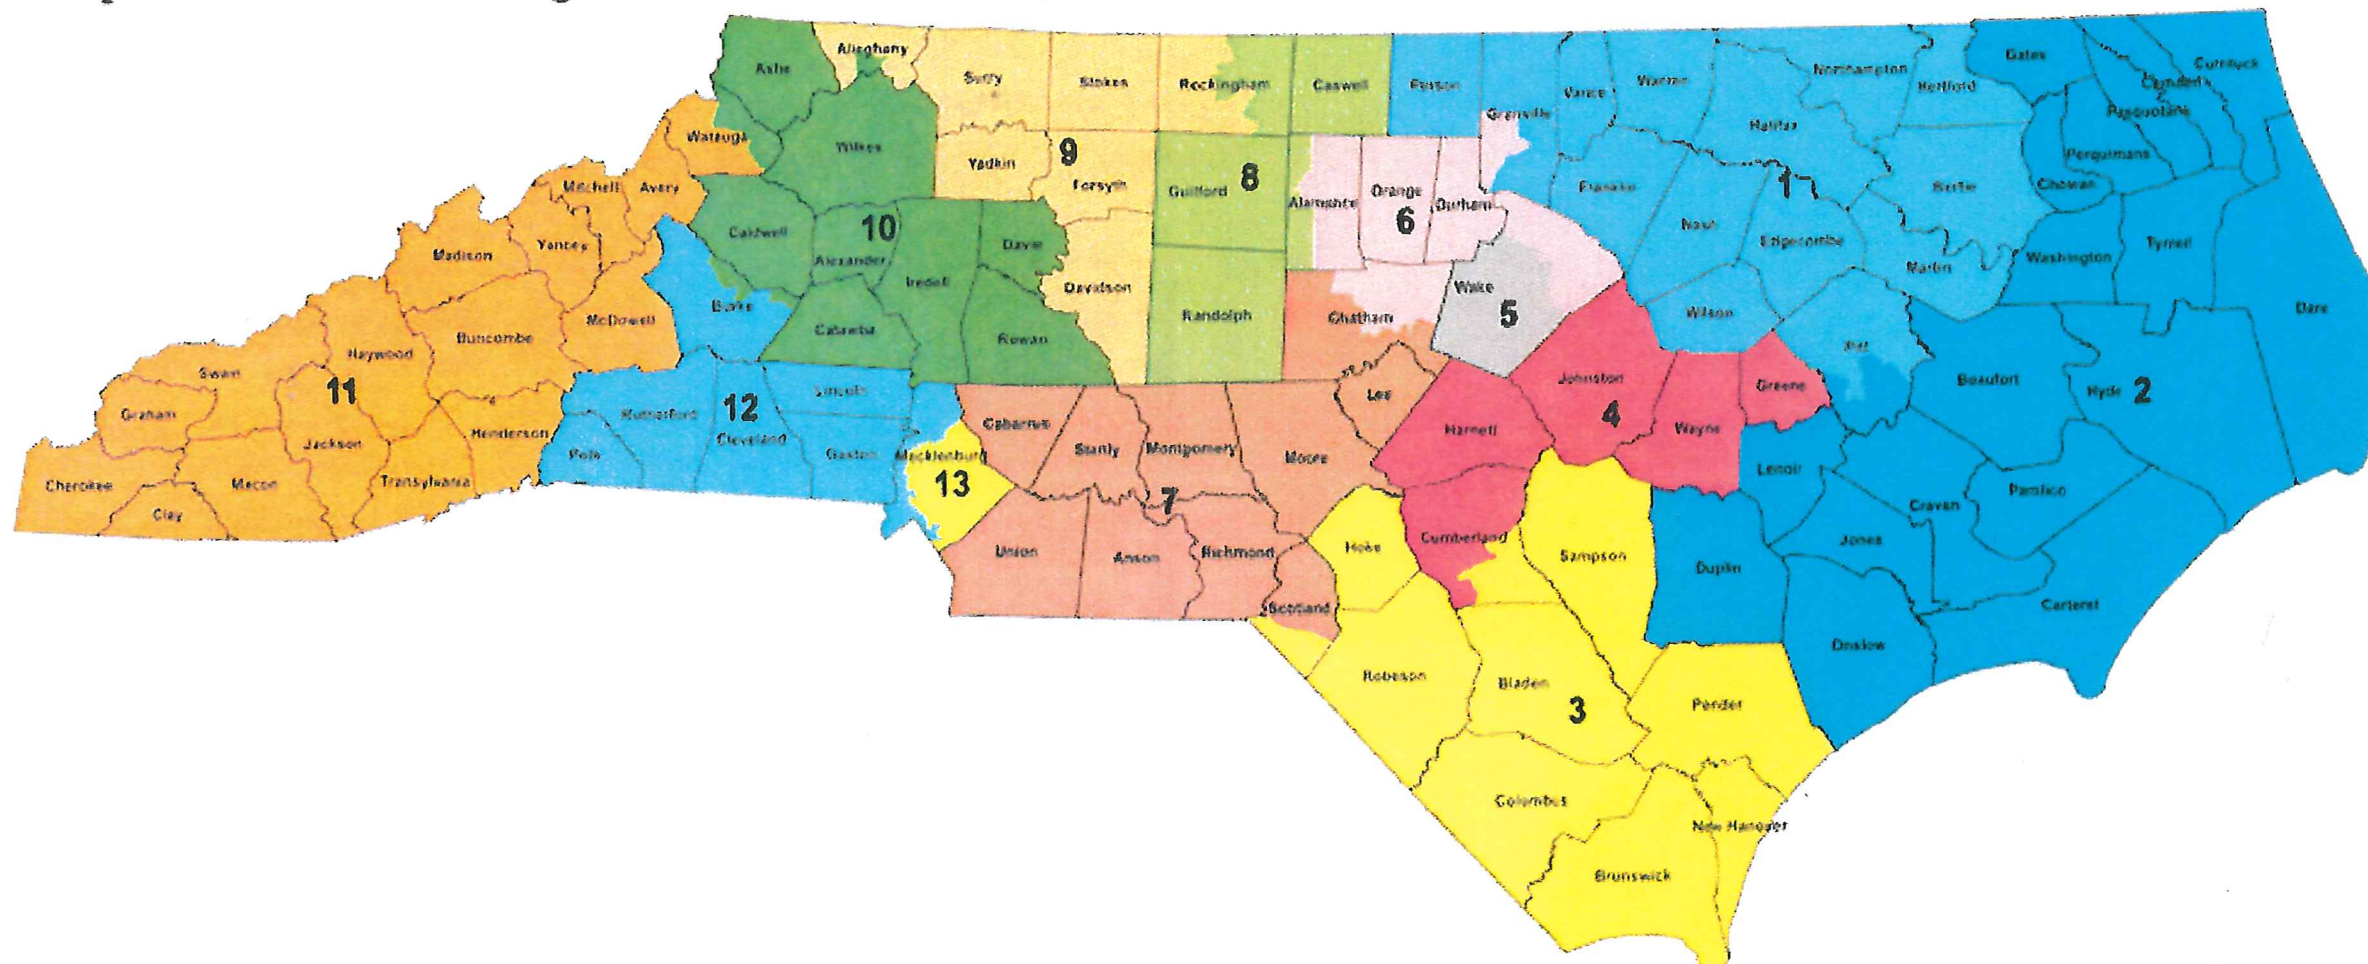 Ashe
Alleghany
Surry
Stokes
Rockingham
Caswell
Person
Granville
Vance
Warren
Northampton
Hertford
Gates
Camden
Currituck
Pasquotank
Perquimans
Chowan
Halifax
Watauga
Wilkes
Yadkin
9
Forsyth
Guilford
8
Alamance
Orange
6
Durham
Franklin
Nash
1
Edgecombe
Bertie
Martin
Washington
Tyrrell
Dare
Mitchell
Avery
Caldwell
10
Alexander
Iredell
Davie
Madison
Yancey
Burke
Catawba
Rowan
Davidson
Randolph
Chatham
Wake
5
Wilson
Pitt
Beaufort
Hyde
2
McDowell
Buncombe
Haywood
Swain
11
Graham
Jackson
Henderson
Cherokee
Macon
Clay
Transylvania
Rutherford
12
Lincoln
Polk
Cleveland
Gaston
Mecklenburg
13
Cabarrus
Stanly
Montgomery
Moore
Lee
Harnett
Johnston
4
Wayne
Greene
Lenoir
Craven
Pamlico
Jones
Carteret
7
Union
Anson
Richmond
Scotland
Hoke
Cumberland
Sampson
Duplin
Onslow
Robeson
Bladen
3
Pender
Columbus
New Hanover
Brunswick